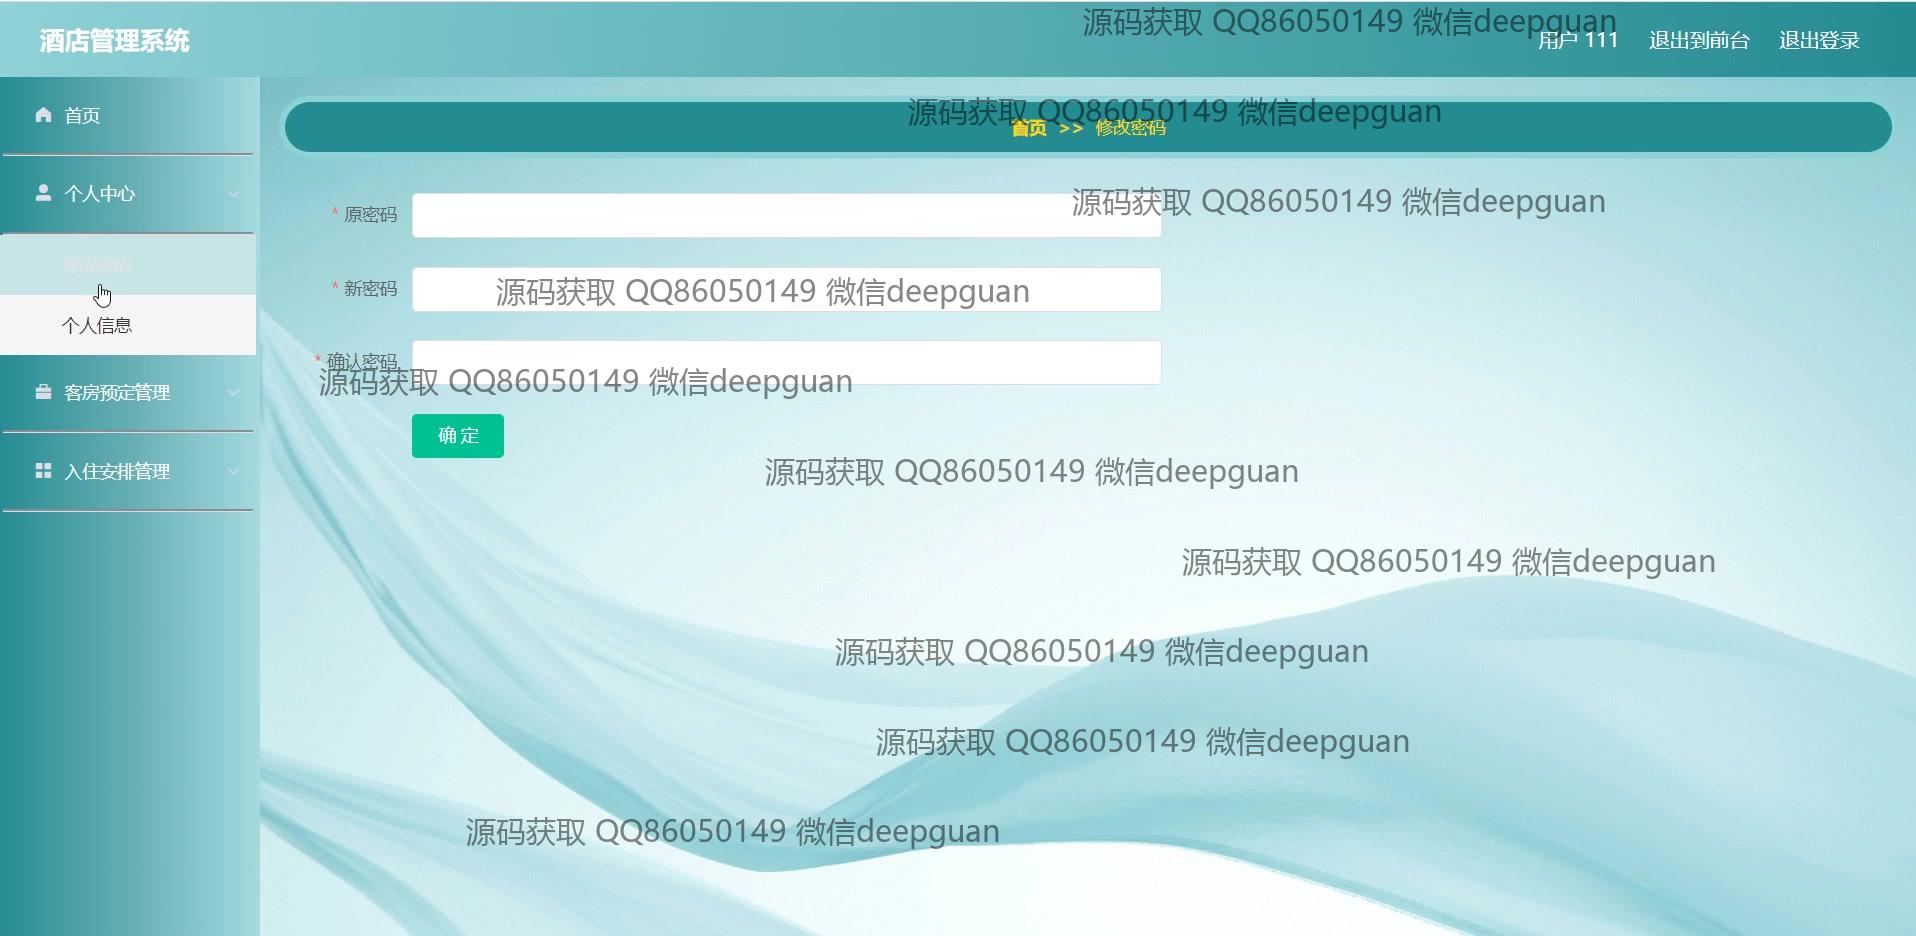 源码获取 QQ86050149 微信deepguan
酒店管理系统
用户 111 退出到前台 退出登录
首页
源码获取 QQ86050149 微信deepguan
首页 >> 修改密码
个人中心
* 原密码
源码获取 QQ86050149 微信deepguan
修改密码
* 新密码
源码获取 QQ86050149 微信deepguan
个人信息
* 确认密码
源码获取 QQ86050149 微信deepguan
客房预定管理
确 定
入住安排管理
源码获取 QQ86050149 微信deepguan
源码获取 QQ86050149 微信deepguan
源码获取 QQ86050149 微信deepguan
源码获取 QQ86050149 微信deepguan
源码获取 QQ86050149 微信deepguan